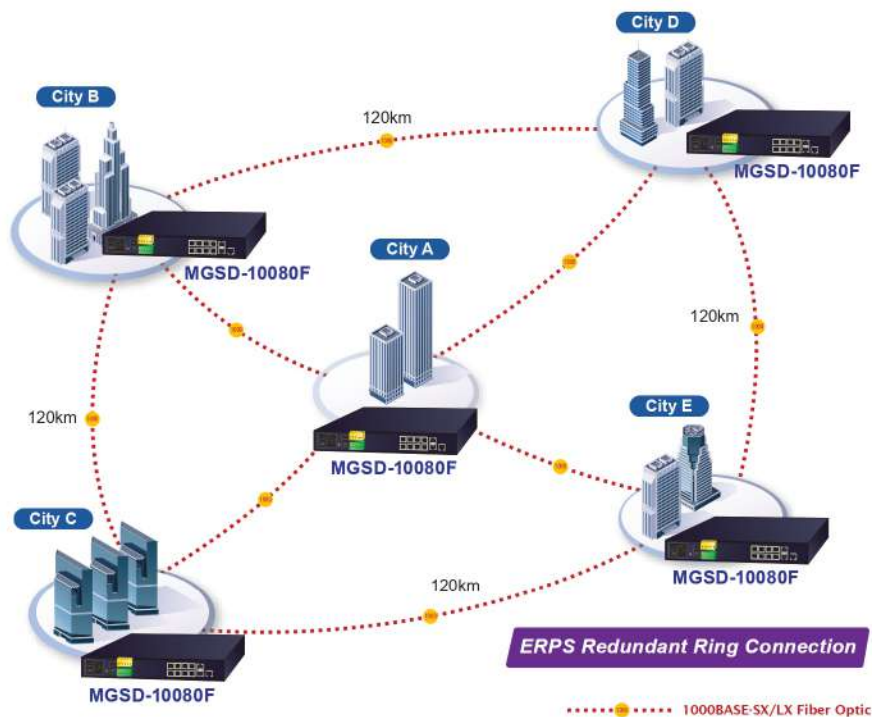 City D
City B
120km
MGSD-10080F
City A
MGSD-10080F
120km
120km
City E
MGSD-10080F
City C
MGSD-10080F
120km
MGSD-10080F
ERPS Redundant Ring Connection
1000BASE-SX/LX Fiber Optic